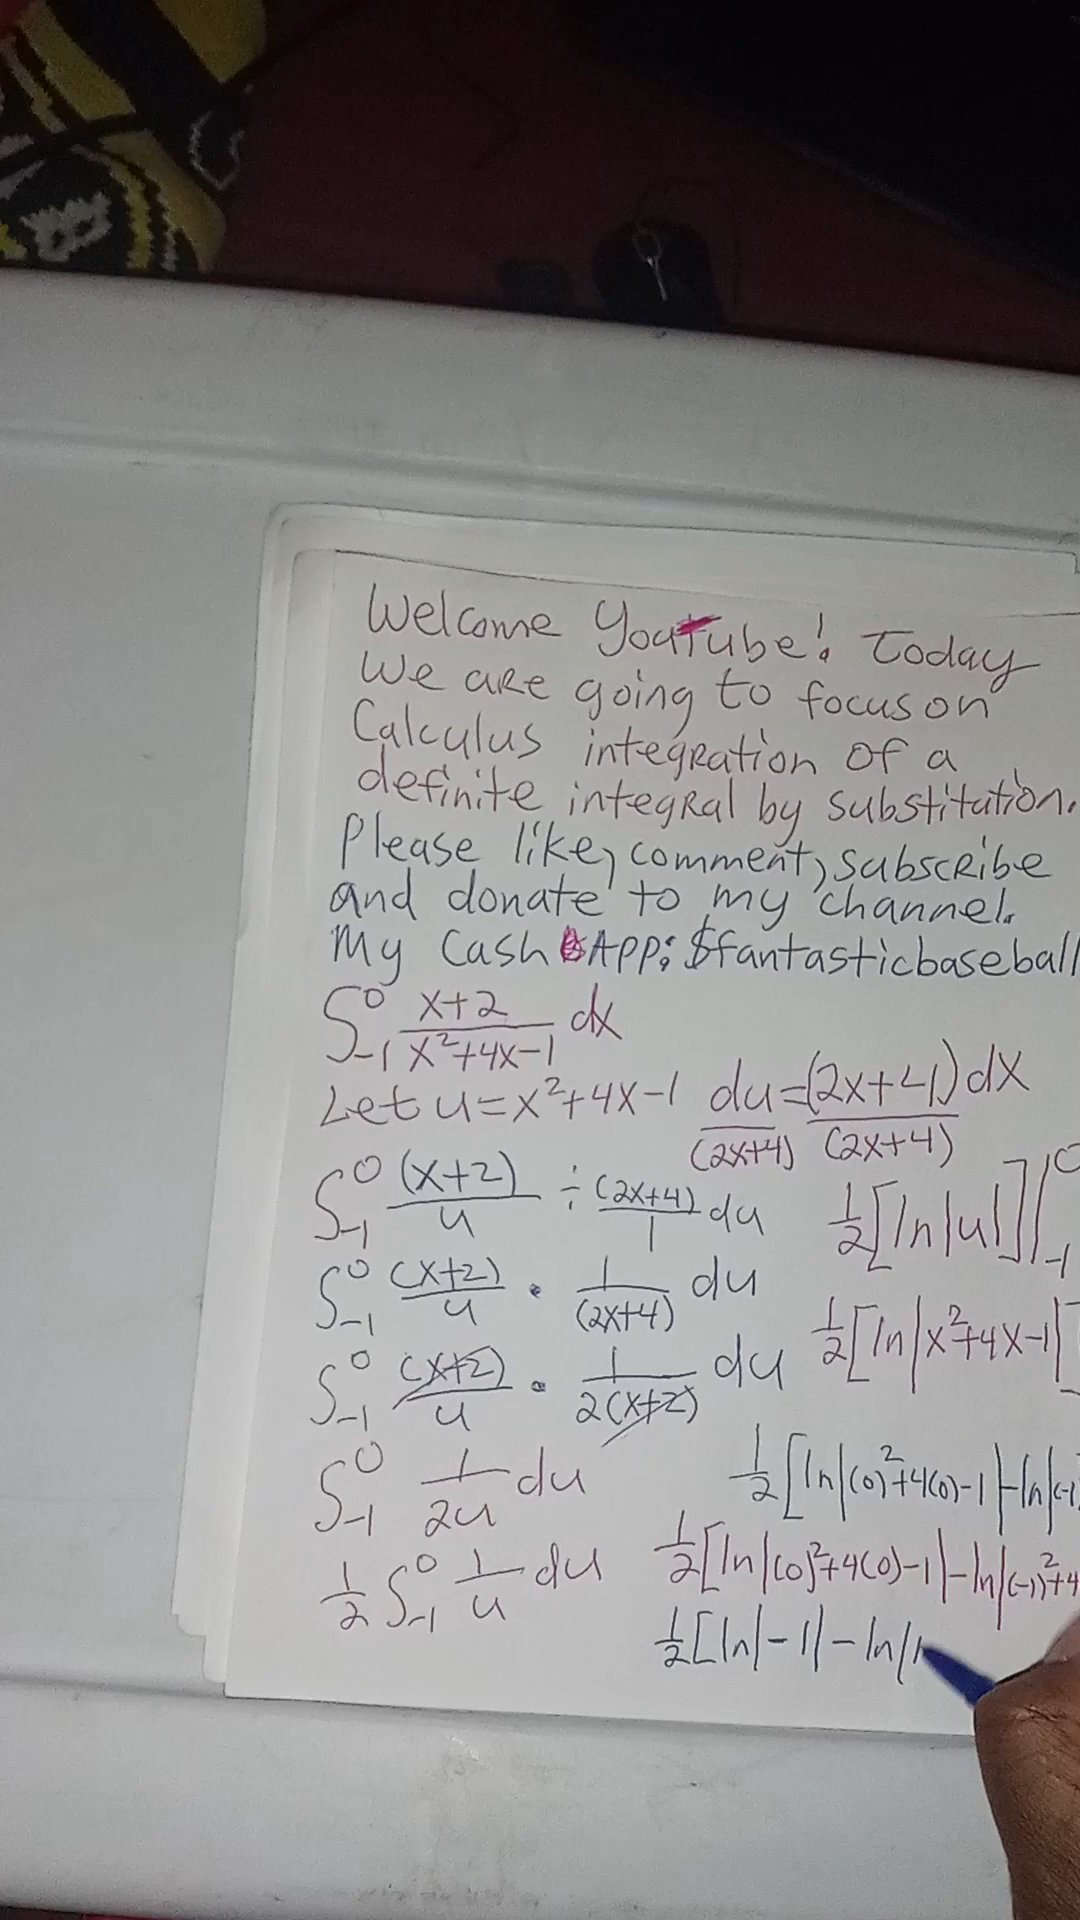 Welcome YouTube! Today
we are going to focus on
Calculus integration of a
definite integral by substitution.
Please like, comment, subscribe
and donate to my channel.
My Cash App: $fantasticbaseball
∫₋₁⁰ (x+2)/(x²+4x-1) dx
Let u=x²+4x-1 du/(2x+4)=(2x+4)dx/(2x+4)
∫₋₁⁰ (x+2)/u ÷ (2x+4)/1 du
½[ln|u|]|₋₁⁰
∫₋₁⁰ (x+2)/u · 1/(2x+4) du
∫₋₁⁰ (x+2)/u · 1/2(x+2) du
½[ln|x²+4x-1|]
∫₋₁⁰ 1/2u du
½[ln|(0)²+4(0)-1|-ln|(-1
½ ∫₋₁⁰ 1/u du
½[ln|(0)²+4(0)-1|-ln|(-1)²+4
½[ln|-1|-ln|1